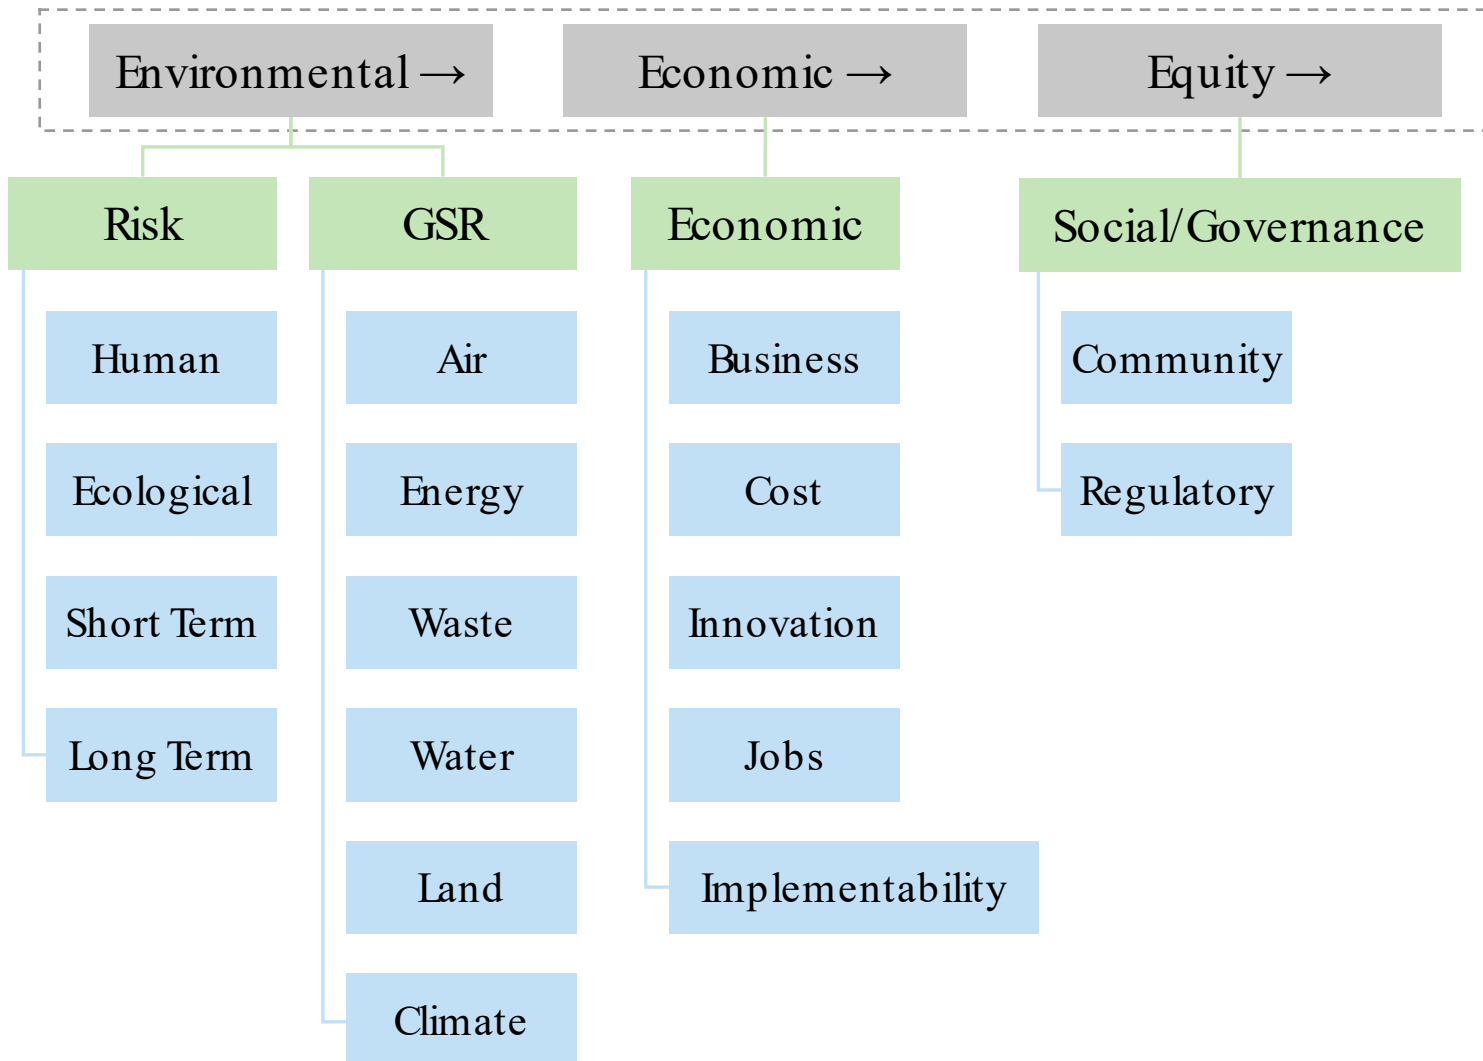 Environmental →
Economic →
Equity →
Risk
GSR
Economic
Social/Governance
Human
Ecological
Short Term
Long Term
Air
Energy
Waste
Water
Land
Climate
Business
Cost
Innovation
Jobs
Implementability
Community
Regulatory